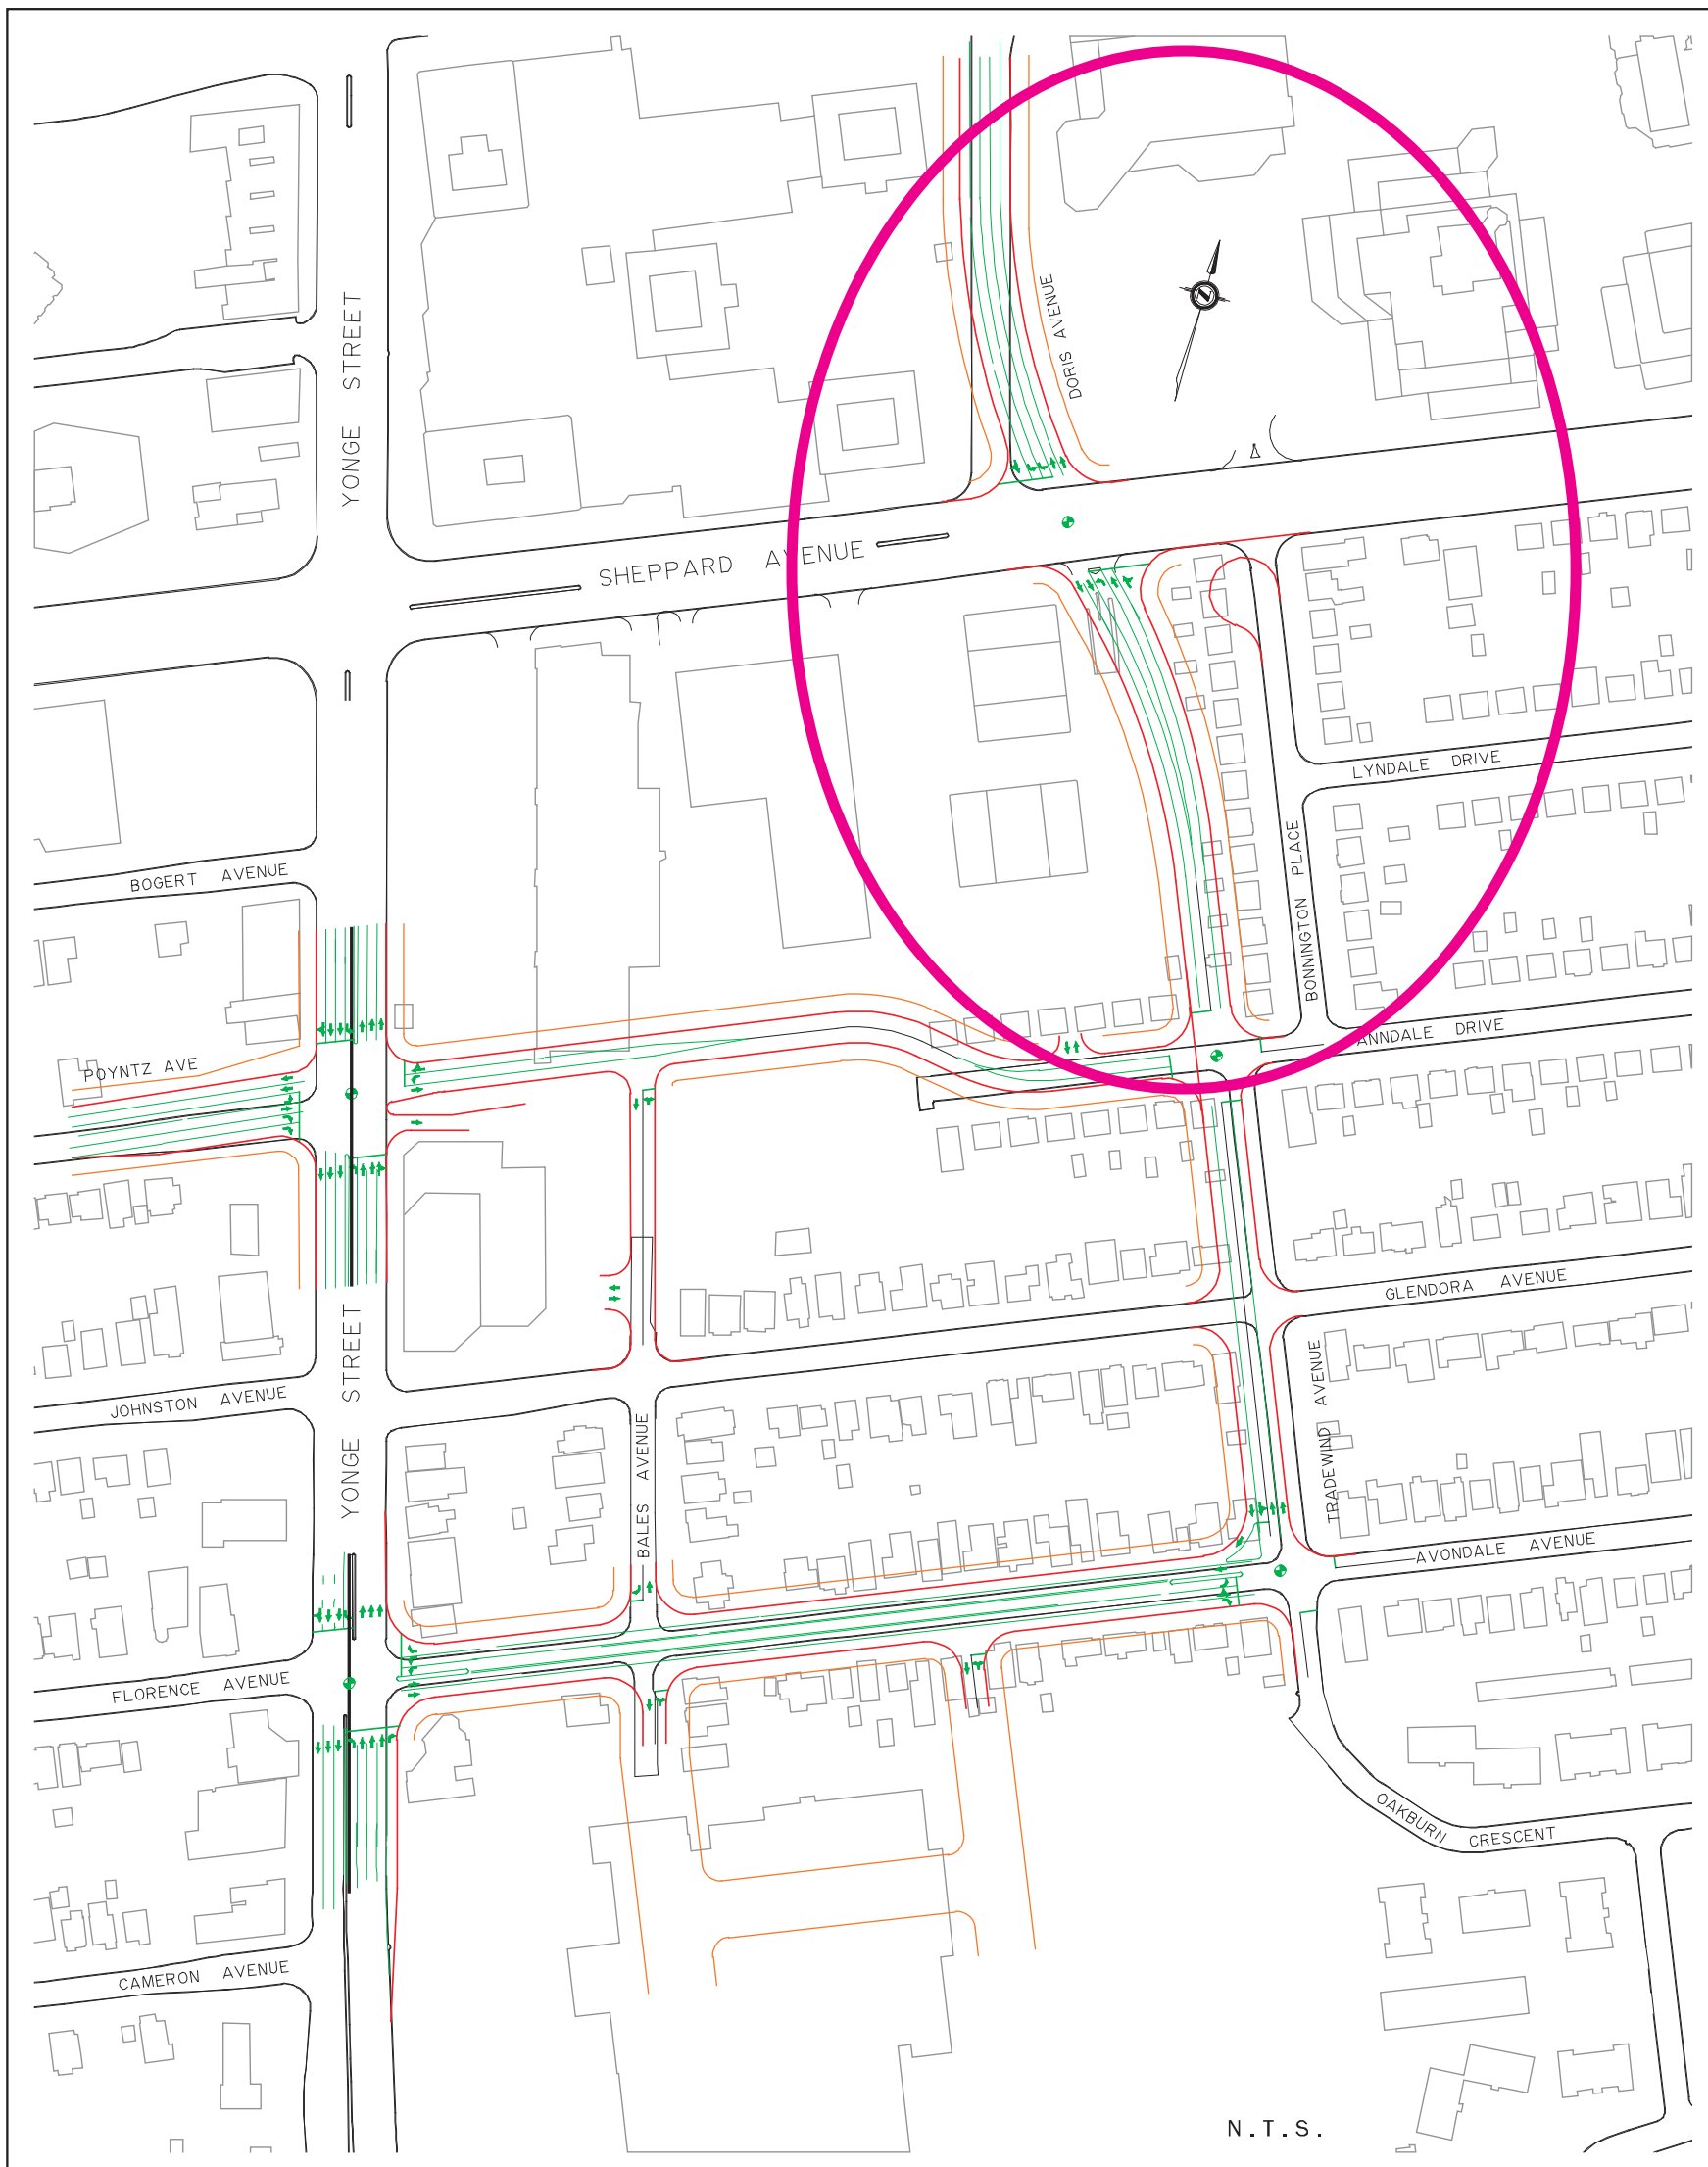 YONGE STREET
DORIS AVENUE
SHEPPARD AVENUE
LYNDALE DRIVE
BOGERT AVENUE
BONNINGTON PLACE
ANNDALE DRIVE
POYNTZ AVE
GLENDORA AVENUE
YONGE STREET
JOHNSTON AVENUE
BALES AVENUE
TRADEWIND AVENUE
AVONDALE AVENUE
FLORENCE AVENUE
OAKBURN CRESCENT
CAMERON AVENUE
N.T.S.